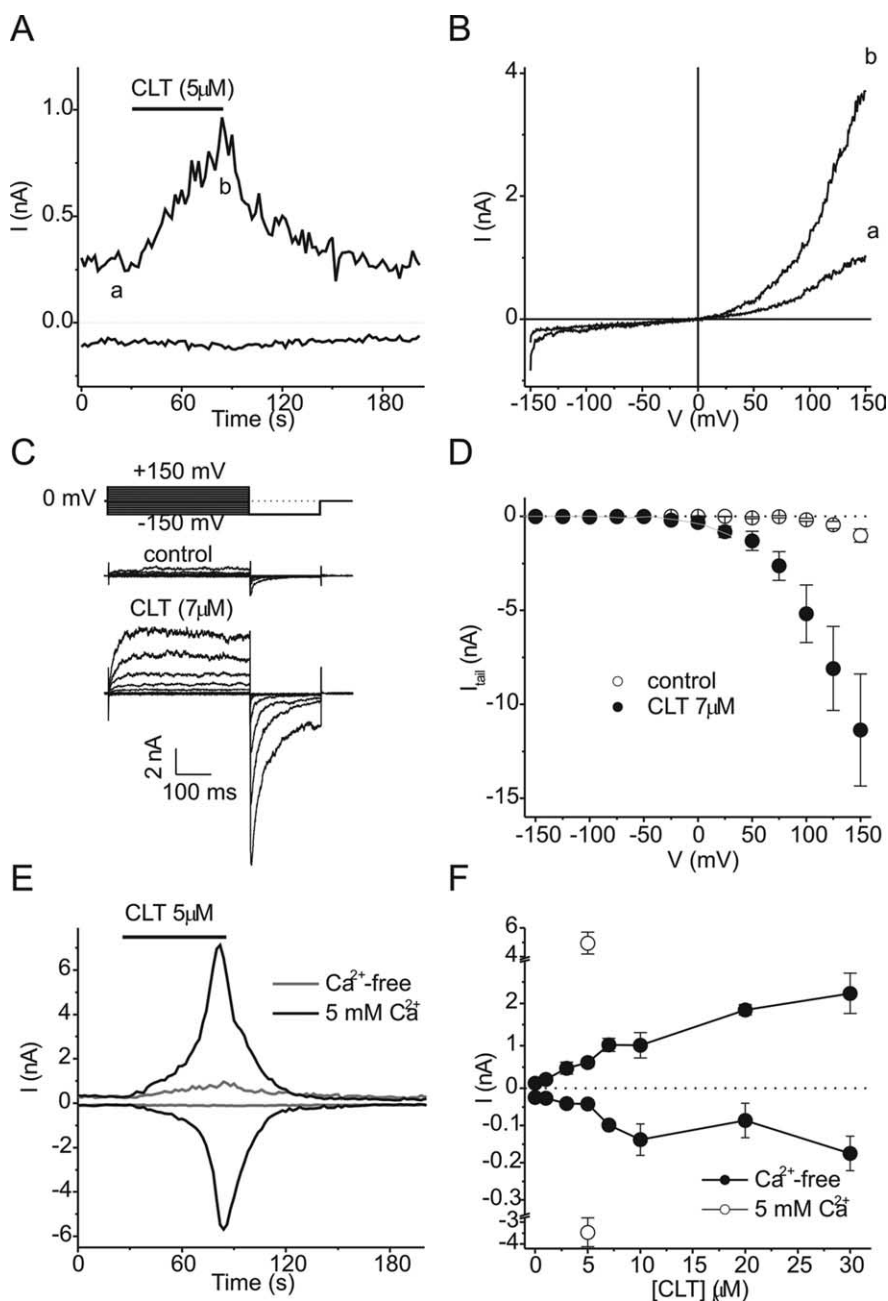 A
CLT (5μM)
I (nA)
1.0
0.5
0.0
b
a
0 60 120 180
Time (s)
B
I (nA)
4
2
0
b
a
-150 -100 -50 0 50 100 150
V (mV)
C
+150 mV
0 mV
-150 mV
control
CLT (7μM)
2 nA
100 ms
D
I tail (nA)
0
-5
-10
-15
control
CLT 7μM
-150 -100 -50 0 50 100 150
V (mV)
E
CLT 5μM
Ca2+-free
5 mM Ca2+
I (nA)
6
4
2
0
-2
-4
-6
0 60 120 180
Time (s)
F
I (nA)
6
4
2
1
0
-0.1
-0.2
-0.3
-3
-4
Ca2+-free
5 mM Ca2+
0 5 10 15 20 25 30
[CLT] (μM)